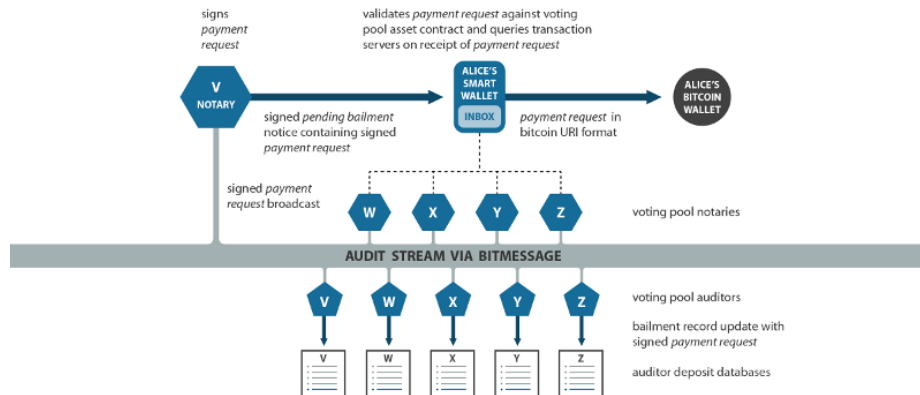 signs
payment
request
validates payment request against voting
pool asset contract and queries transaction
servers on receipt of payment request
V
NOTARY
ALICE'S
SMART
WALLET
INBOX
ALICE'S
BITCOIN
WALLET
signed pending bailment
notice containing signed
payment request
payment request in
bitcoin URI format
signed payment
request broadcast
W
X
Y
Z
voting pool notaries
AUDIT STREAM VIA BITMESSAGE
V
W
X
Y
Z
voting pool auditors
bailment record update with
signed payment request
V
W
X
Y
Z
auditor deposit databases